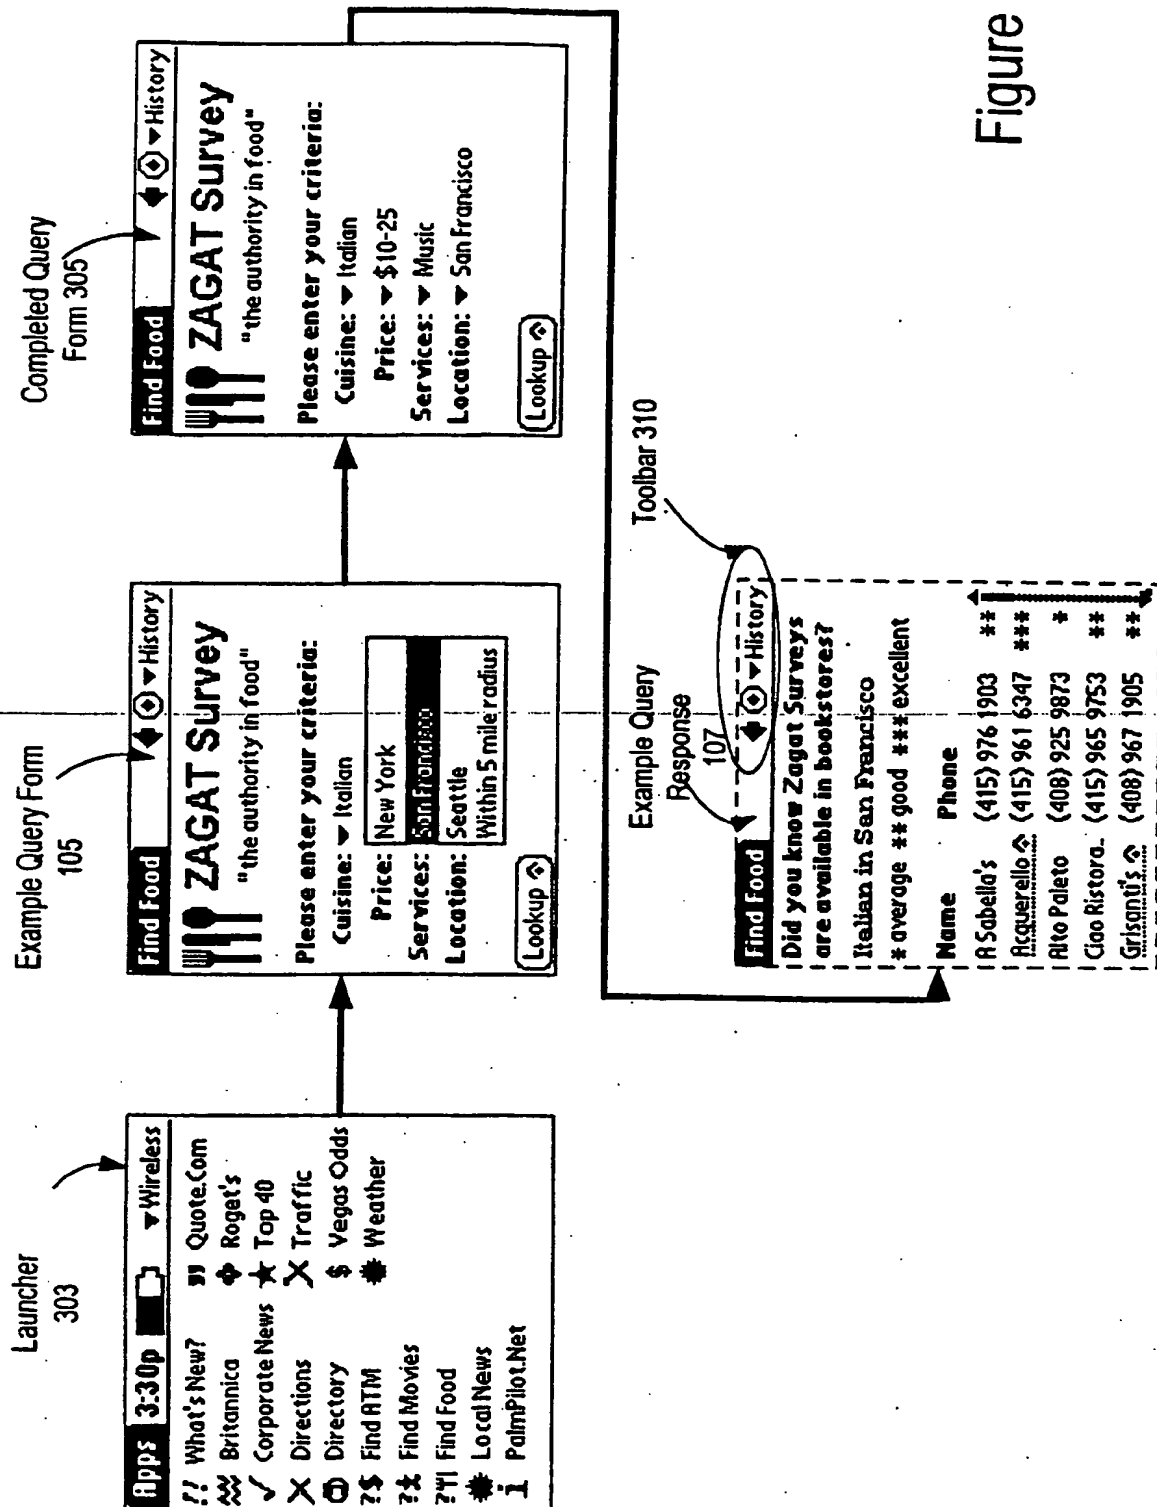 Launcher
303
Apps 3:30p Wireless
What's New? Quote.Com
Britannica Roget's
Corporate News Top 40
Directions Traffic
Directory $ Vegas Odds
?$ Find ATM Weather
Find Movies
Find Food
Local News
i PalmPilot.Net
Example Query Form
105
Find Food History
ZAGAT Survey
"the authority in food"
Please enter your criteria:
Cuisine: Italian
Price: New York
Services: San Francisco
Location: Seattle
Within 5 mile radius
Lookup
Completed Query
Form 305
Find Food History
ZAGAT Survey
"the authority in food"
Please enter your criteria:
Cuisine: Italian
Price: $10-25
Services: Music
Location: San Francisco
Lookup
Example Query
Response
107
Toolbar 310
Find Food History
Did you know Zagat Surveys
are available in bookstores?
Italian in San Francisco
* average ** good *** excellent
Name Phone
A Sabella's (415) 976 1903 **
Acquerello (415) 961 6347 ***
Alto Paleto (408) 925 9873 *
Ciao Ristora.. (415) 965 9753 **
Grisanti's (408) 967 1905 **
Figure